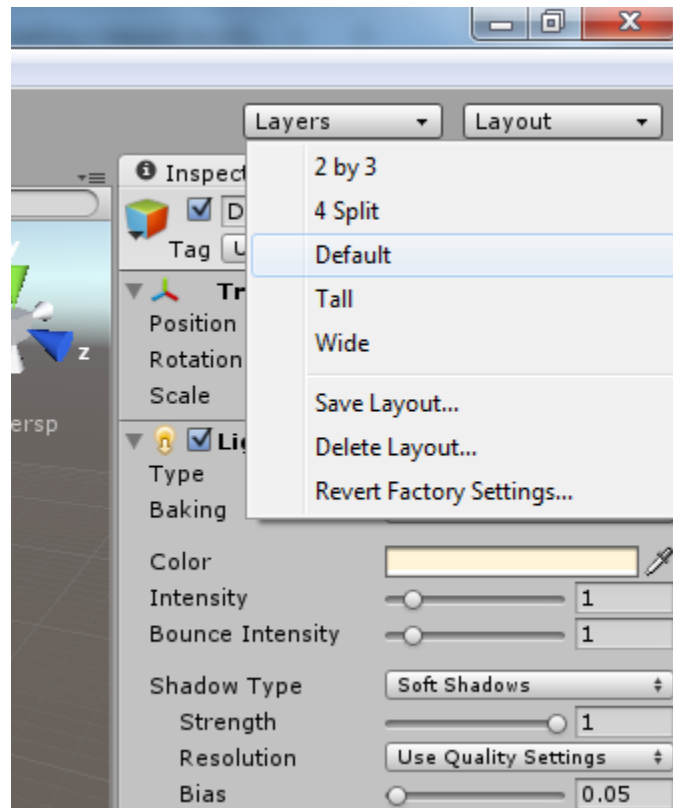 Layers
Layout
2 by 3
4 Split
Default
Tall
Wide
Save Layout...
Delete Layout...
Revert Factory Settings...
Inspect
D
Tag U
Tr
Position
Rotation
Scale
z
ersp
Lig
Type
Baking
Color
Intensity 1
Bounce Intensity 1
Shadow Type Soft Shadows
Strength 1
Resolution Use Quality Settings
Bias 0.05